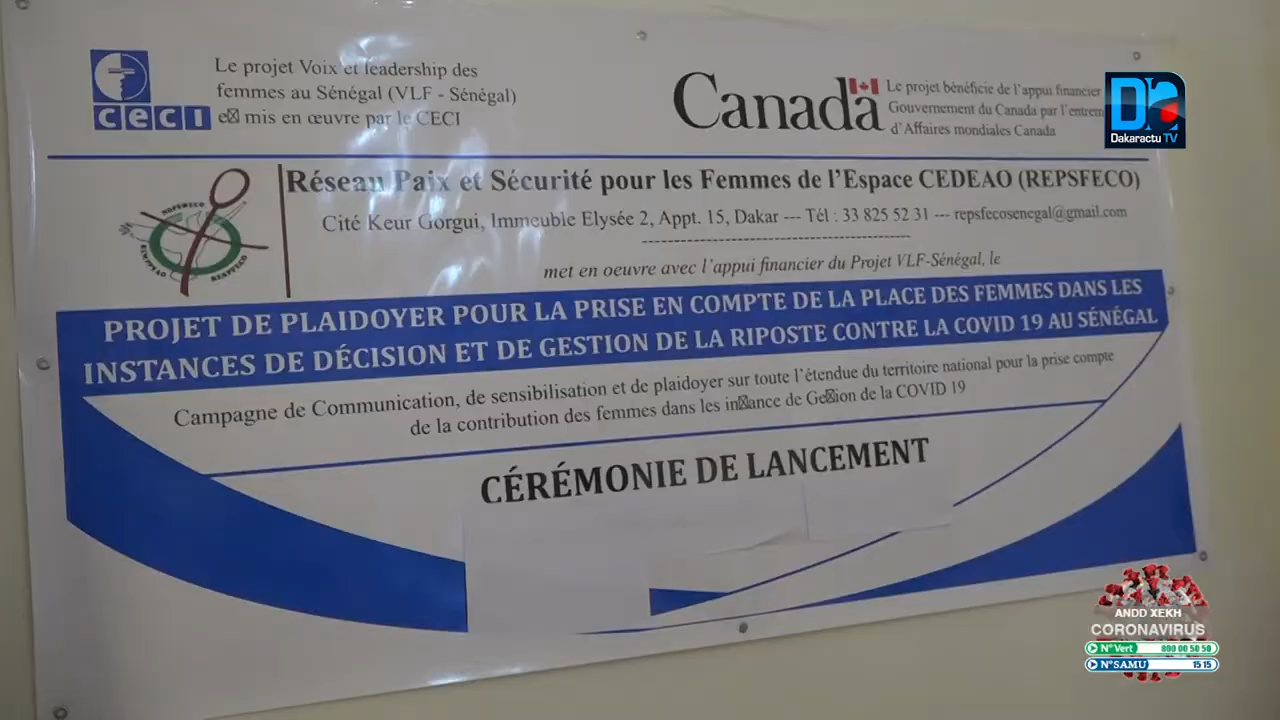 Le projet Voix et leadership des
femmes au Sénégal (VLF - Sénégal)
e mis en œuvre par le CECI
ceci
Canada
Le projet bénéficie de l'appui financier
Gouvernement du Canada par l'entrem
d'Affaires mondiales Canada
D
Dakaractu TV
Réseau Paix et Sécurité pour les Femmes de l'Espace CEDEAO (REPSFECO)
Cité Keur Gorgui, Immeuble Elysée 2, Appt. 15, Dakar --- Tél : 33 825 52 31 --- repsfecosenegal@gmail.com
met en oeuvre avec l'appui financier du Projet VLF-Sénégal, le
PROJET DE PLAIDOYER POUR LA PRISE EN COMPTE DE LA PLACE DES FEMMES DANS LES
INSTANCES DE DÉCISION ET DE GESTION DE LA RIPOSTE CONTRE LA COVID 19 AU SÉNÉGAL
Campagne de Communication, de sensibilisation et de plaidoyer sur toute l'étendue du territoire national pour la prise compte
de la contribution des femmes dans les in☒ance de Ge☒ion de la COVID 19
CÉRÉMONIE DE LANCEMENT
ANDD XEKH
CORONAVIRUS
N° Vert 800 00 50 50
N° SAMU 15 15